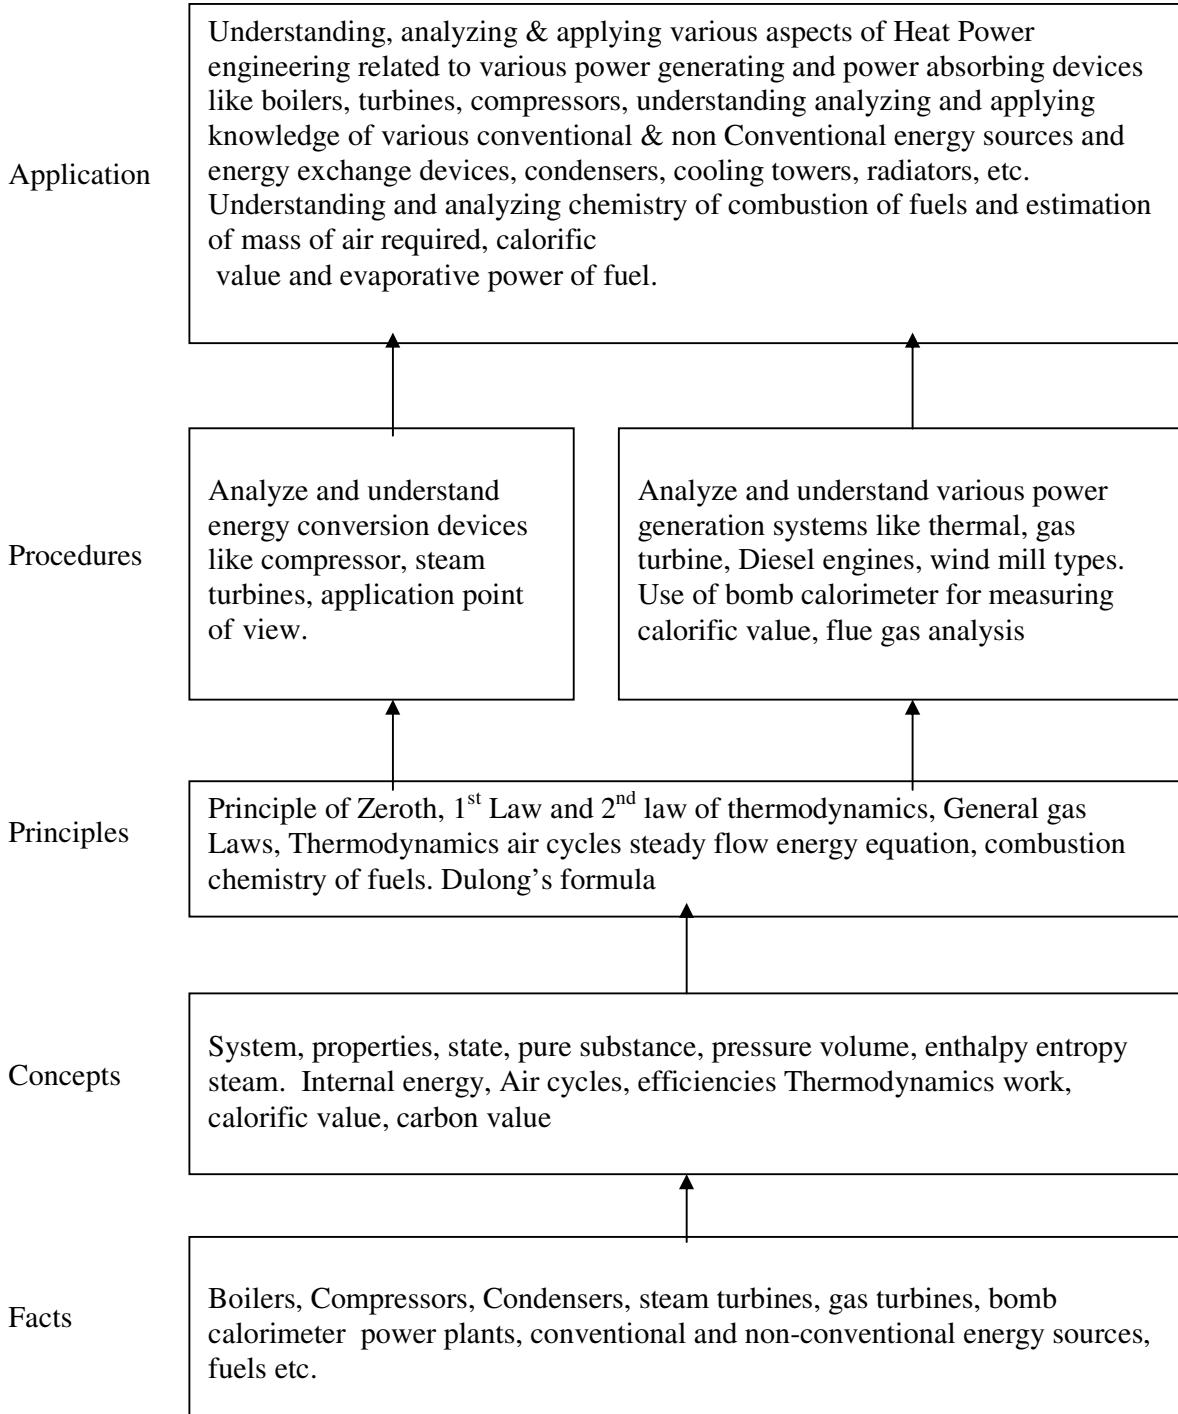 Application
Understanding, analyzing & applying various aspects of Heat Power
engineering related to various power generating and power absorbing devices
like boilers, turbines, compressors, understanding analyzing and applying
knowledge of various conventional & non Conventional energy sources and
energy exchange devices, condensers, cooling towers, radiators, etc.
Understanding and analyzing chemistry of combustion of fuels and estimation
of mass of air required, calorific
value and evaporative power of fuel.
Procedures
Analyze and understand
energy conversion devices
like compressor, steam
turbines, application point
of view.
Analyze and understand various power
generation systems like thermal, gas
turbine, Diesel engines, wind mill types.
Use of bomb calorimeter for measuring
calorific value, flue gas analysis
Principles
Principle of Zeroth, 1st Law and 2nd law of thermodynamics, General gas
Laws, Thermodynamics air cycles steady flow energy equation, combustion
chemistry of fuels. Dulong’s formula
Concepts
System, properties, state, pure substance, pressure volume, enthalpy entropy
steam.  Internal energy, Air cycles, efficiencies Thermodynamics work,
calorific value, carbon value
Facts
Boilers, Compressors, Condensers, steam turbines, gas turbines, bomb
calorimeter  power plants, conventional and non-conventional energy sources,
fuels etc.